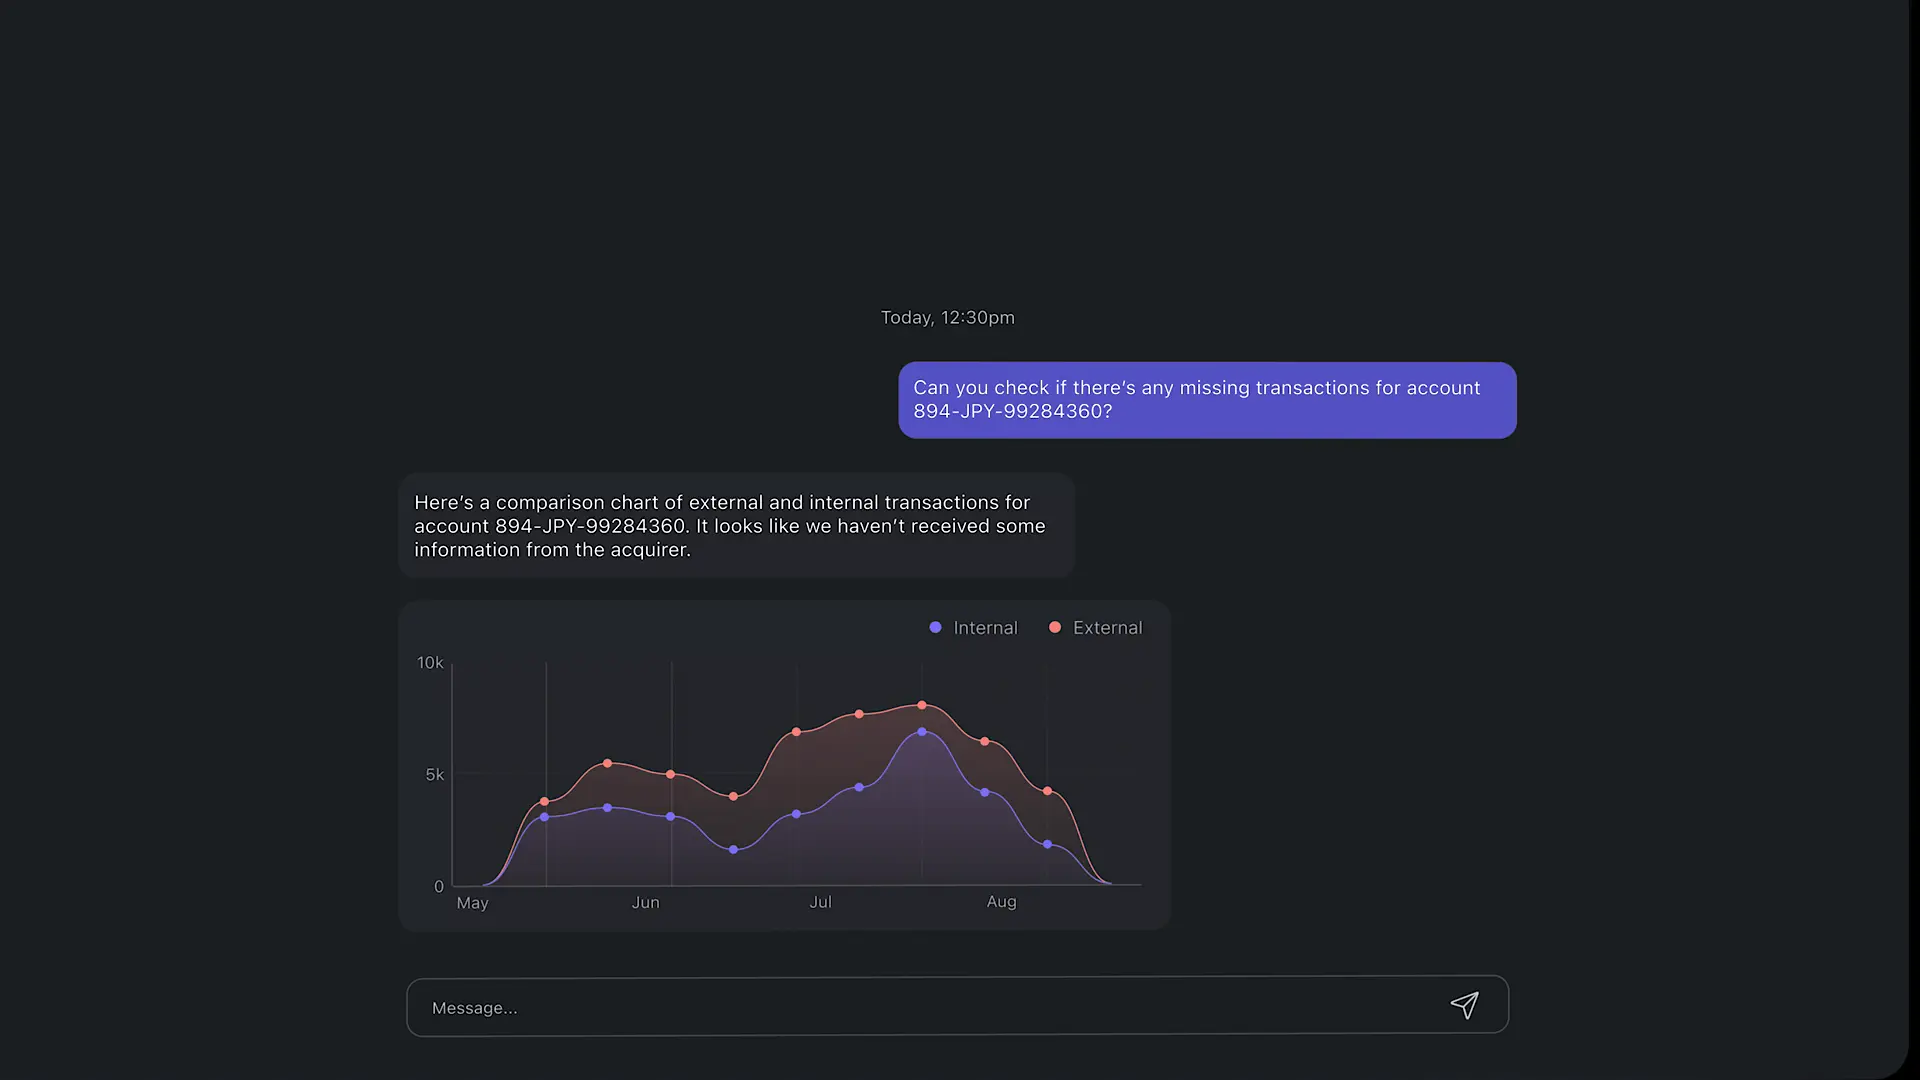 Today, 12:30pm
Can you check if there’s any missing transactions for account
894-JPY-99284360?
Here’s a comparison chart of external and internal transactions for
account 894-JPY-99284360. It looks like we haven’t received some
information from the acquirer.
Internal External
10k
5k
0
May Jun Jul Aug
Message...